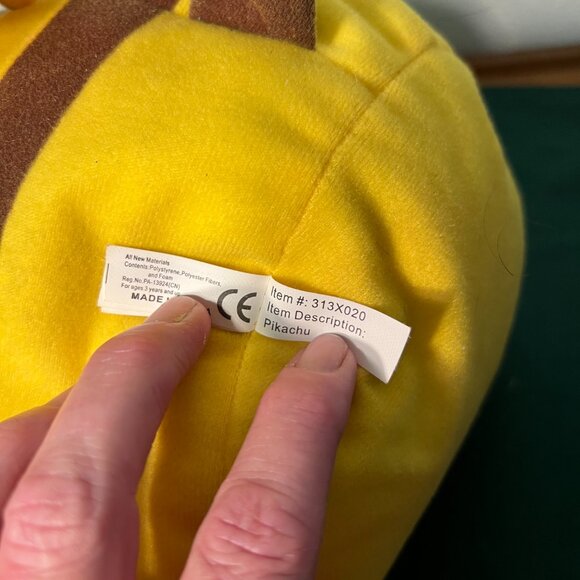 All New Materials
Contents,Polystyrene,Polyester Fibers,
and Foam
Reg.No,PA-13924(CN)
For ages 3 years and
MADE
CE
Item #: 313X020
Item Description:
Pikachu